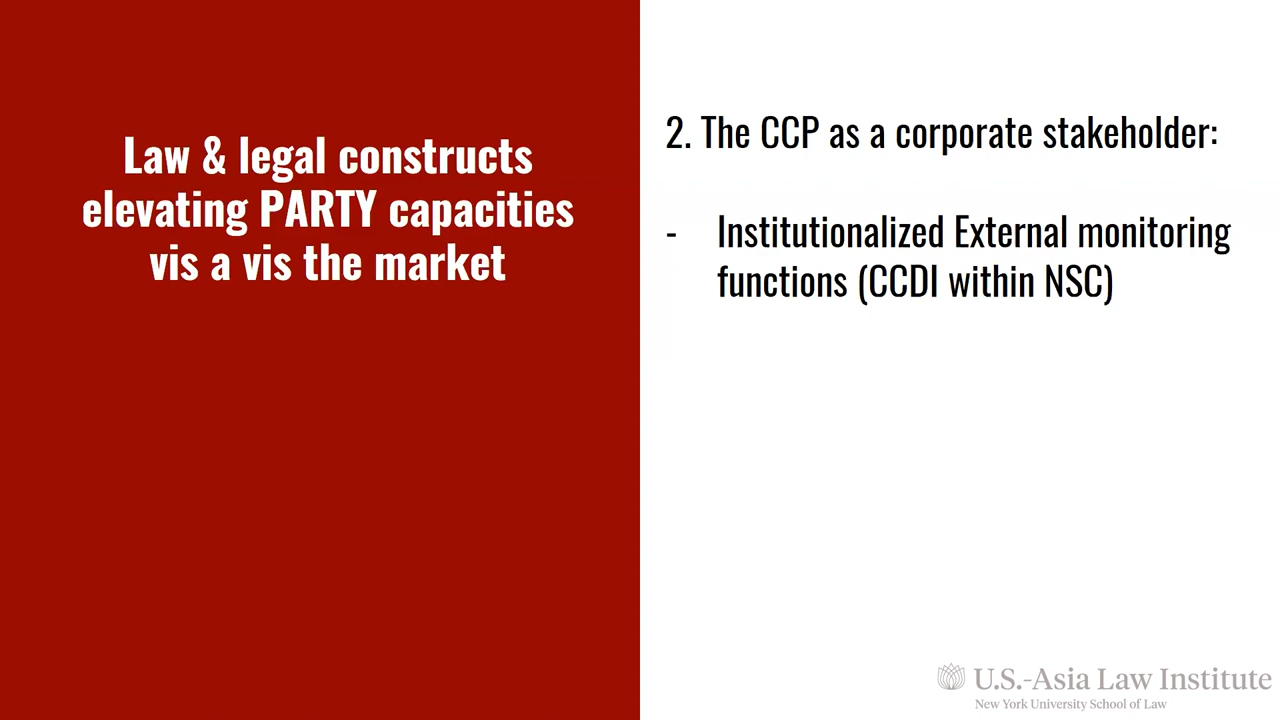 Law & legal constructs
elevating PARTY capacities
vis a vis the market
2. The CCP as a corporate stakeholder:
- Institutionalized External monitoring
functions (CCDI within NSC)
U.S.-Asia Law Institute
New York University School of Law